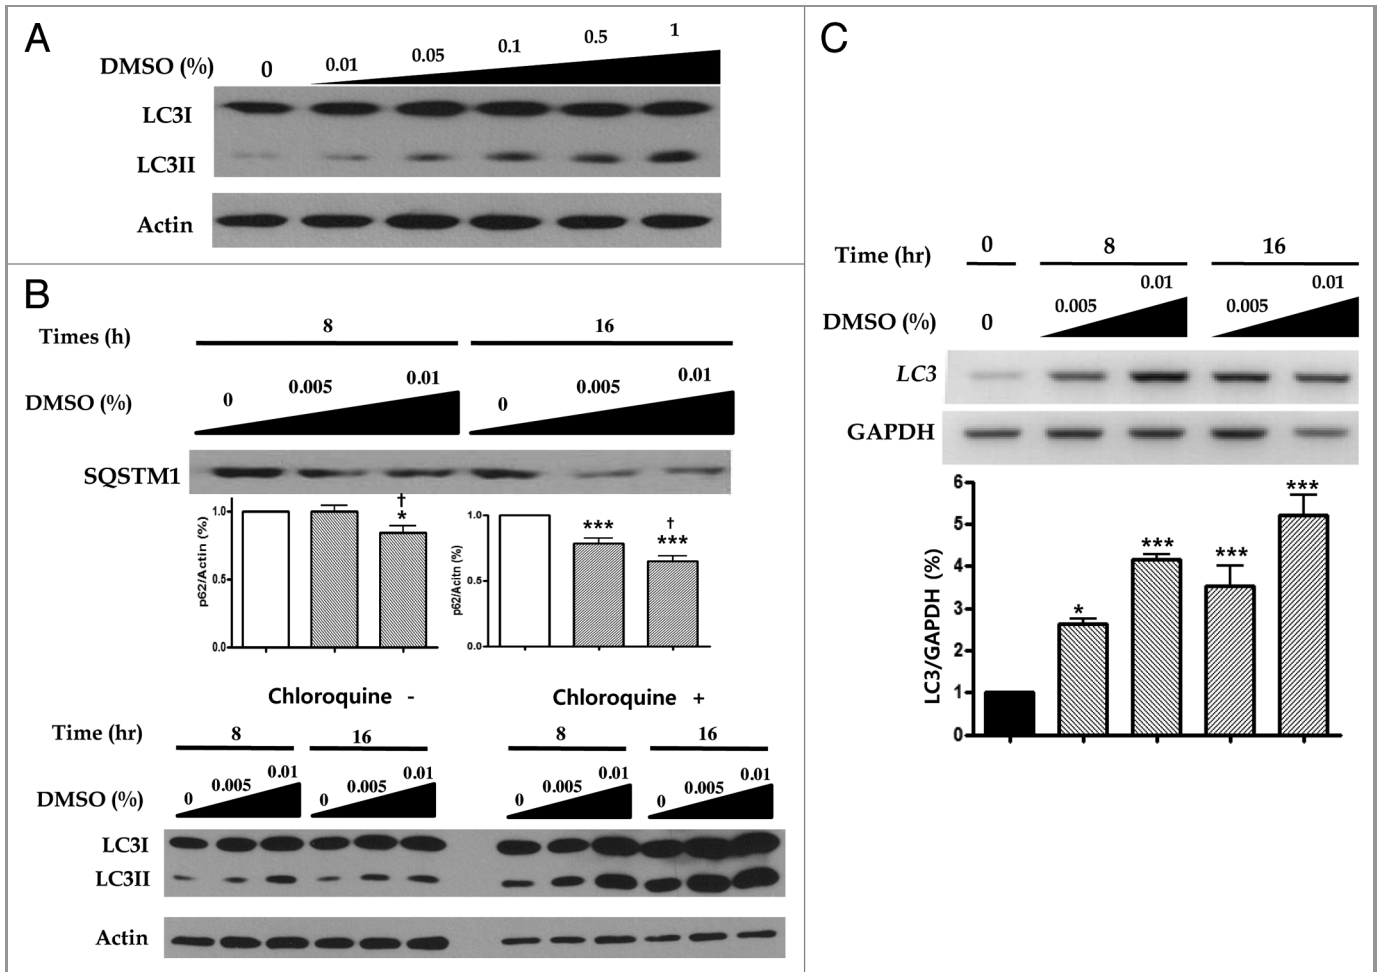 A
DMSO (%) 0 0.01 0.05 0.1 0.5 1
LC3I
LC3II
Actin
B
Times (h) 8 16
DMSO (%) 0 0.005 0.01 0 0.005 0.01
SQSTM1
p62/Actin (%)
1.0
0.5
0.0
*
†
p62/Acitn (%)
1.0
0.5
0.0
***
†
***
Chloroquine - Chloroquine +
Time (hr) 8 16 8 16
DMSO (%) 0 0.005 0.01 0 0.005 0.01 0 0.005 0.01 0 0.005 0.01
LC3I
LC3II
Actin
C
Time (hr) 0 8 16
DMSO (%) 0 0.005 0.01 0.005 0.01
LC3
GAPDH
LC3/GAPDH (%)
6
5
4
3
2
1
0
* *** *** ***